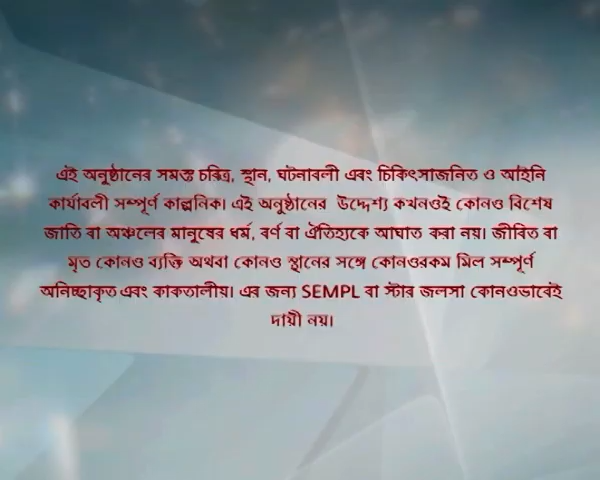 এই অনুষ্ঠানের সমস্ত চরিত্র, স্থান, ঘটনাবলী এবং চিকিৎসাজনিত ও আইনি
কার্যাবলী সম্পূর্ণ কাল্পনিক। এই অনুষ্ঠানের উদ্দেশ্য কখনওই কোনও বিশেষ
জাতি বা অঞ্চলের মানুষের ধর্ম, বর্ণ বা ঐতিহ্যকে আঘাত করা নয়। জীবিত বা
মৃত কোনও ব্যক্তি অথবা কোনও স্থানের সঙ্গে কোনওরকম মিল সম্পূর্ণ
অনিচ্ছাকৃত এবং কাকতালীয়। এর জন্য SEMPL বা স্টার জলসা কোনওভাবেই
দায়ী নয়।